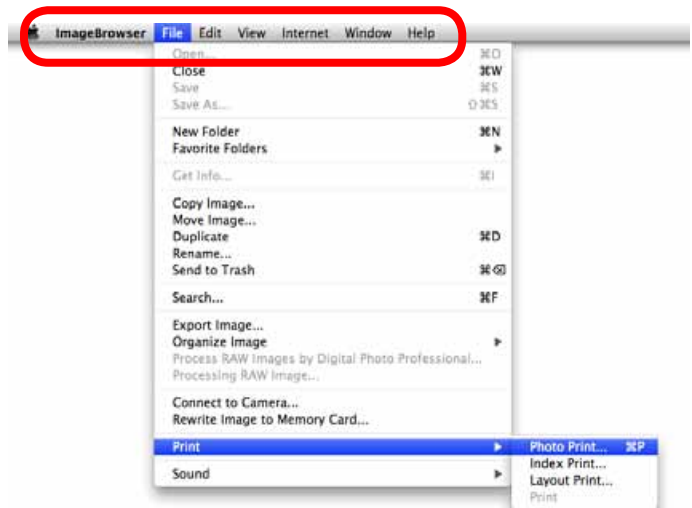 ImageBrowser File Edit View Internet Window Help
Open... ⌘O
Close ⌘W
Save ⌘S
Save As... ⇧⌘S
New Folder ⌘N
Favorite Folders ▶
Get Info... ⌘I
Copy Image...
Move Image...
Duplicate ⌘D
Rename...
Send to Trash ⌘⌫
Search... ⌘F
Export Image...
Organize Image ▶
Process RAW Images by Digital Photo Professional...
Processing RAW Image...
Connect to Camera...
Rewrite Image to Memory Card...
Print ▶ Photo Print... ⌘P
Index Print...
Sound ▶ Layout Print...
Print